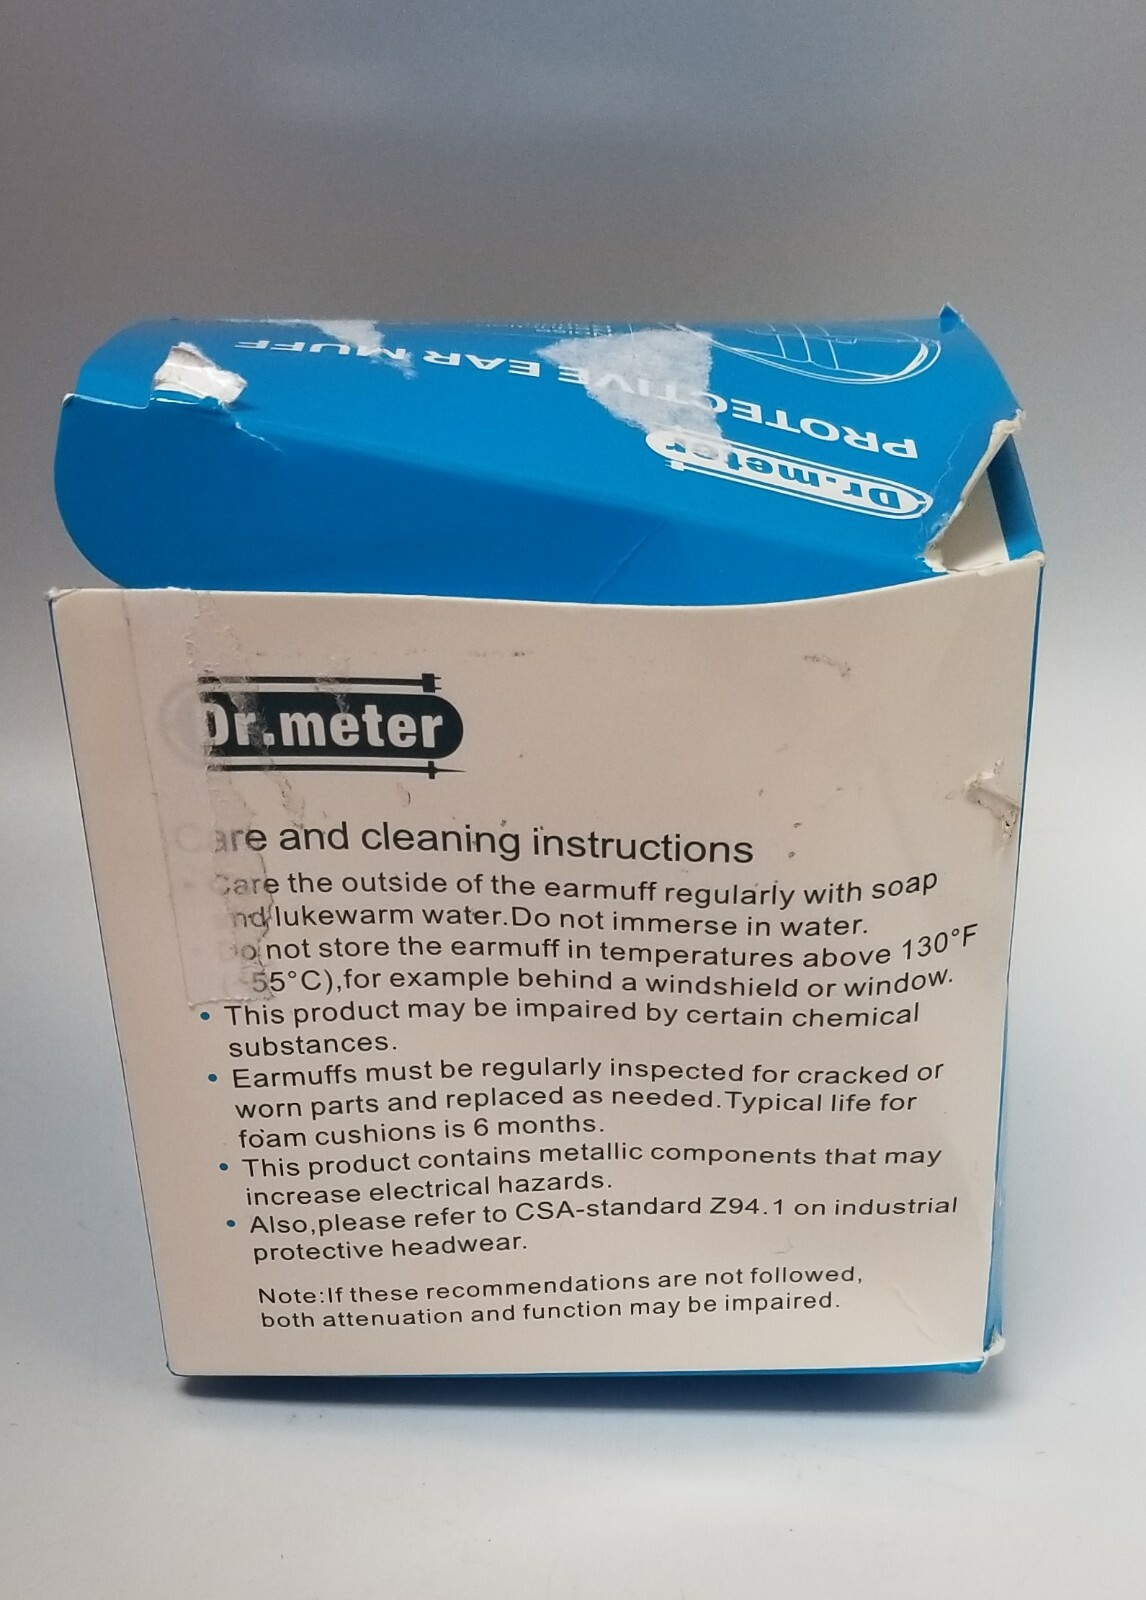 PROTECTIVE EAR MUFF
Dr.meter
Dr.meter
Care and cleaning instructions
Care the outside of the earmuff regularly with soap
and lukewarm water.Do not immerse in water.
Do not store the earmuff in temperatures above 130°F
55°C),for example behind a windshield or window.
• This product may be impaired by certain chemical
substances.
• Earmuffs must be regularly inspected for cracked or
worn parts and replaced as needed.Typical life for
foam cushions is 6 months.
• This product contains metallic components that may
increase electrical hazards.
• Also,please refer to CSA-standard Z94.1 on industrial
protective headwear.
Note:If these recommendations are not followed,
both attenuation and function may be impaired.